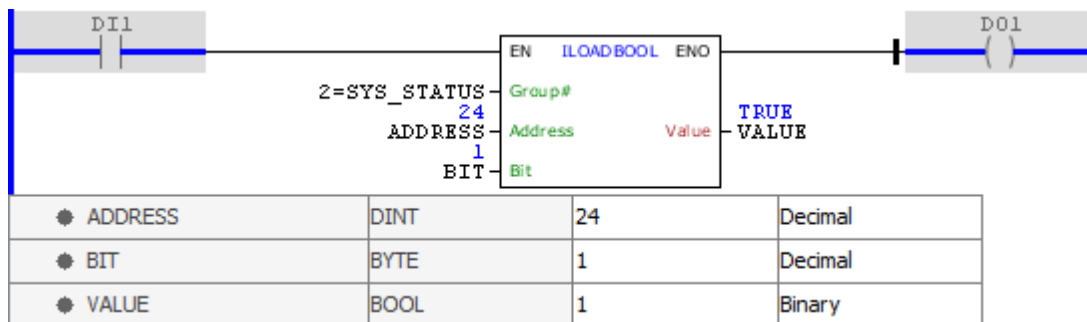 DI1 DO1
EN ILOADBOOL ENO
2=SYS_STATUS Group#
24 TRUE
ADDRESS Address Value VALUE
1
BIT Bit
ADDRESS DINT 24 Decimal
BIT BYTE 1 Decimal
VALUE BOOL 1 Binary